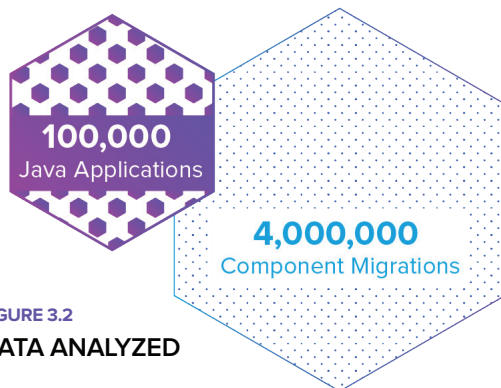 100,000
Java Applications
4,000,000
Component Migrations
GURE 3.2
ATA ANALYZED